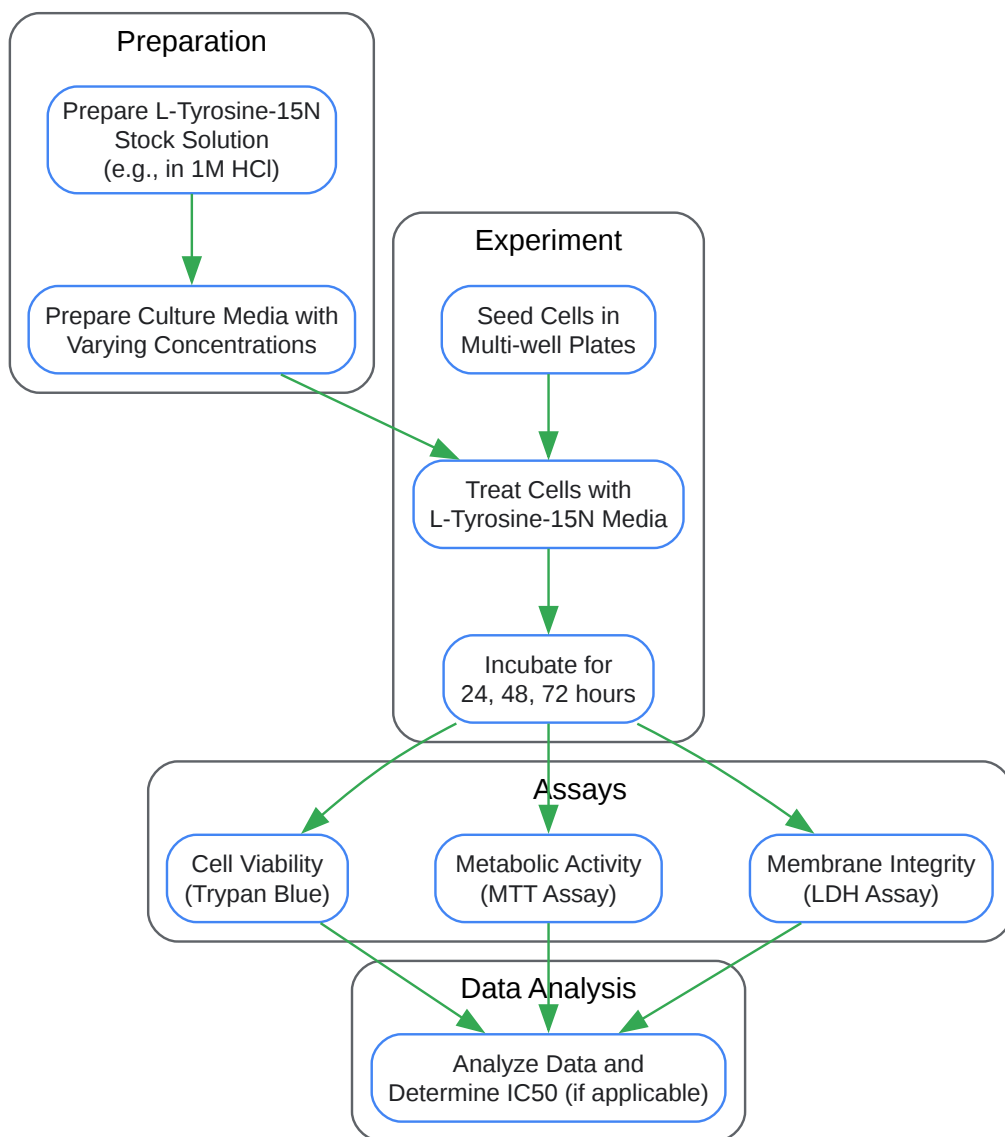 Preparation
Prepare L-Tyrosine-15N
Stock Solution
(e.g., in 1M HCl)
Prepare Culture Media with
Varying Concentrations
Experiment
Seed Cells in
Multi-well Plates
Treat Cells with
L-Tyrosine-15N Media
Incubate for
24, 48, 72 hours
Assays
Cell Viability
(Trypan Blue)
Metabolic Activity
(MTT Assay)
Membrane Integrity
(LDH Assay)
Data Analysis
Analyze Data and
Determine IC50 (if applicable)